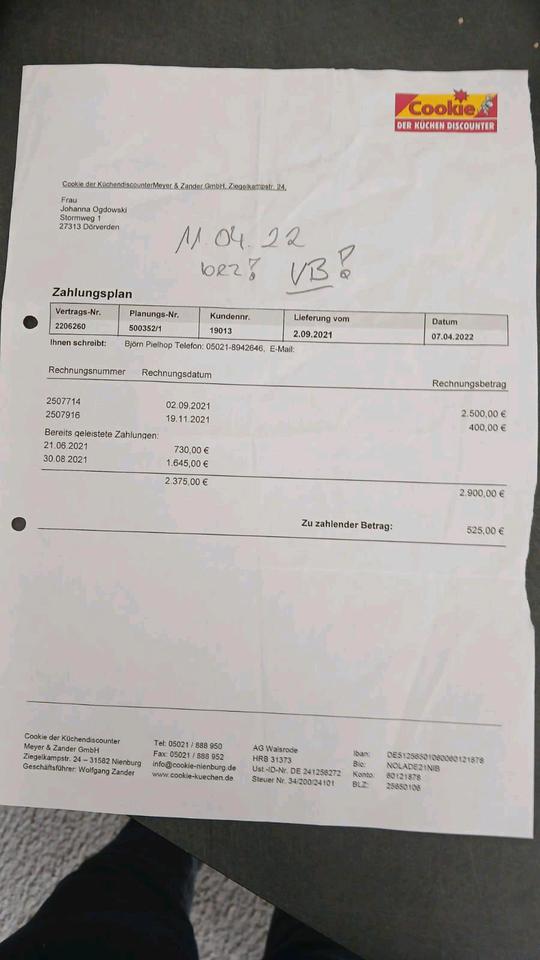 Cookie
DER KÜCHEN DISCOUNTER
Cookie der KüchendiscounterMeyer & Zander GmbH, Ziegelkampstr. 24,
Frau
Johanna Ogdowski
Stormweg 1
27313 Dörverden
11.04.22
bez? VB?
Zahlungsplan
Vertrags-Nr. Planungs-Nr. Kundennr. Lieferung vom Datum
2206260 500352/1 19013 2.09.2021 07.04.2022
Ihnen schreibt: Björn Pielhop Telefon: 05021-8942646, E-Mail:
Rechnungsnummer Rechnungsdatum Rechnungsbetrag
2507714 02.09.2021 2.500,00 €
2507916 19.11.2021 400,00 €
Bereits geleistete Zahlungen:
21.06.2021 730,00 €
30.08.2021 1.645,00 €
2.375,00 € 2.900,00 €
Zu zahlender Betrag: 525,00 €
Cookie der Küchendiscounter
Meyer & Zander GmbH
Ziegelkampstr. 24 – 31582 Nienburg
Geschäftsführer: Wolfgang Zander
Tel: 05021 / 888 950
Fax: 05021 / 888 952
info@cookie-nienburg.de
www.cookie-kuechen.de
AG Walsrode
HRB 31373
Ust.-ID-Nr. DE 241258272
Steuer Nr. 34/200/24101
Iban: DE51256501060060121878
Bic: NOLADE21NIB
Konto: 60121878
BLZ: 25650106